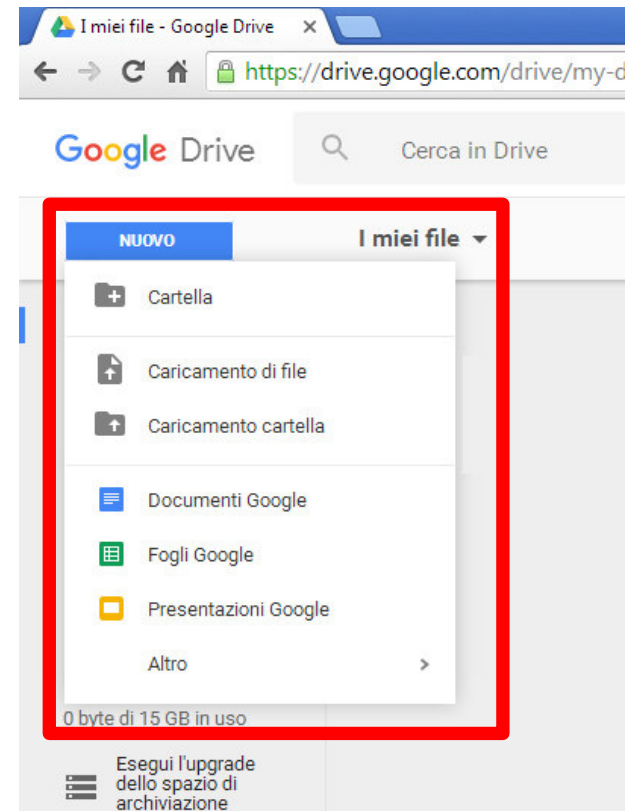 I miei file - Google Drive
https://drive.google.com/drive/my-d
Google Drive
Cerca in Drive
NUOVO
I miei file
Cartella
Caricamento di file
Caricamento cartella
Documenti Google
Fogli Google
Presentazioni Google
Altro
0 byte di 15 GB in uso
Esegui l'upgrade
dello spazio di
archiviazione